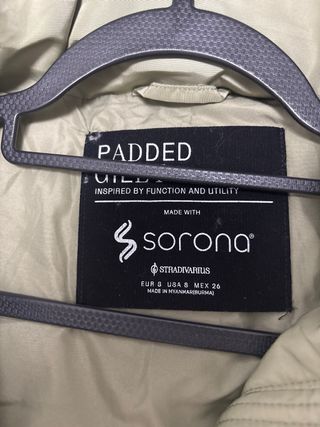 PADDED
INSPIRED BY FUNCTION AND UTILITY
MADE WITH
sorona®
STRADIVARIUS
EUR S USA S MEX 26
MADE IN MYANMAR(BURMA)